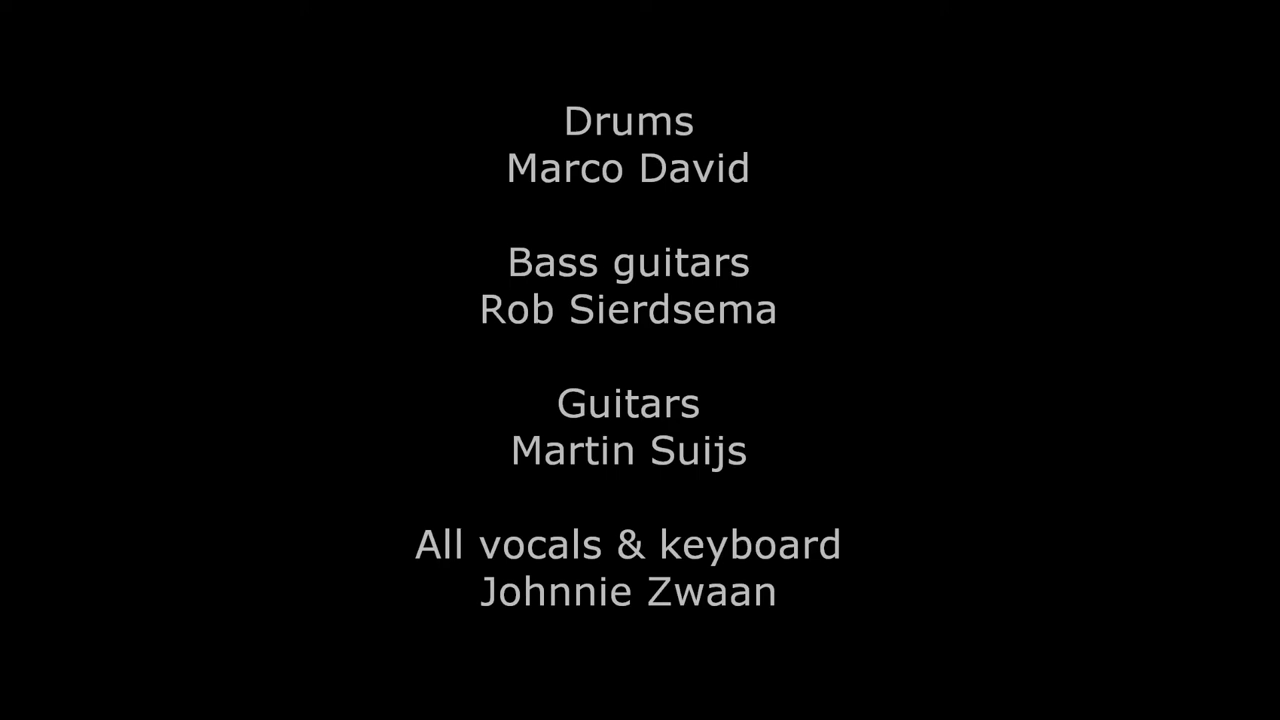 Drums
Marco David
Bass guitars
Rob Sierdsema
Guitars
Martin Suijs
All vocals & keyboard
Johnnie Zwaan